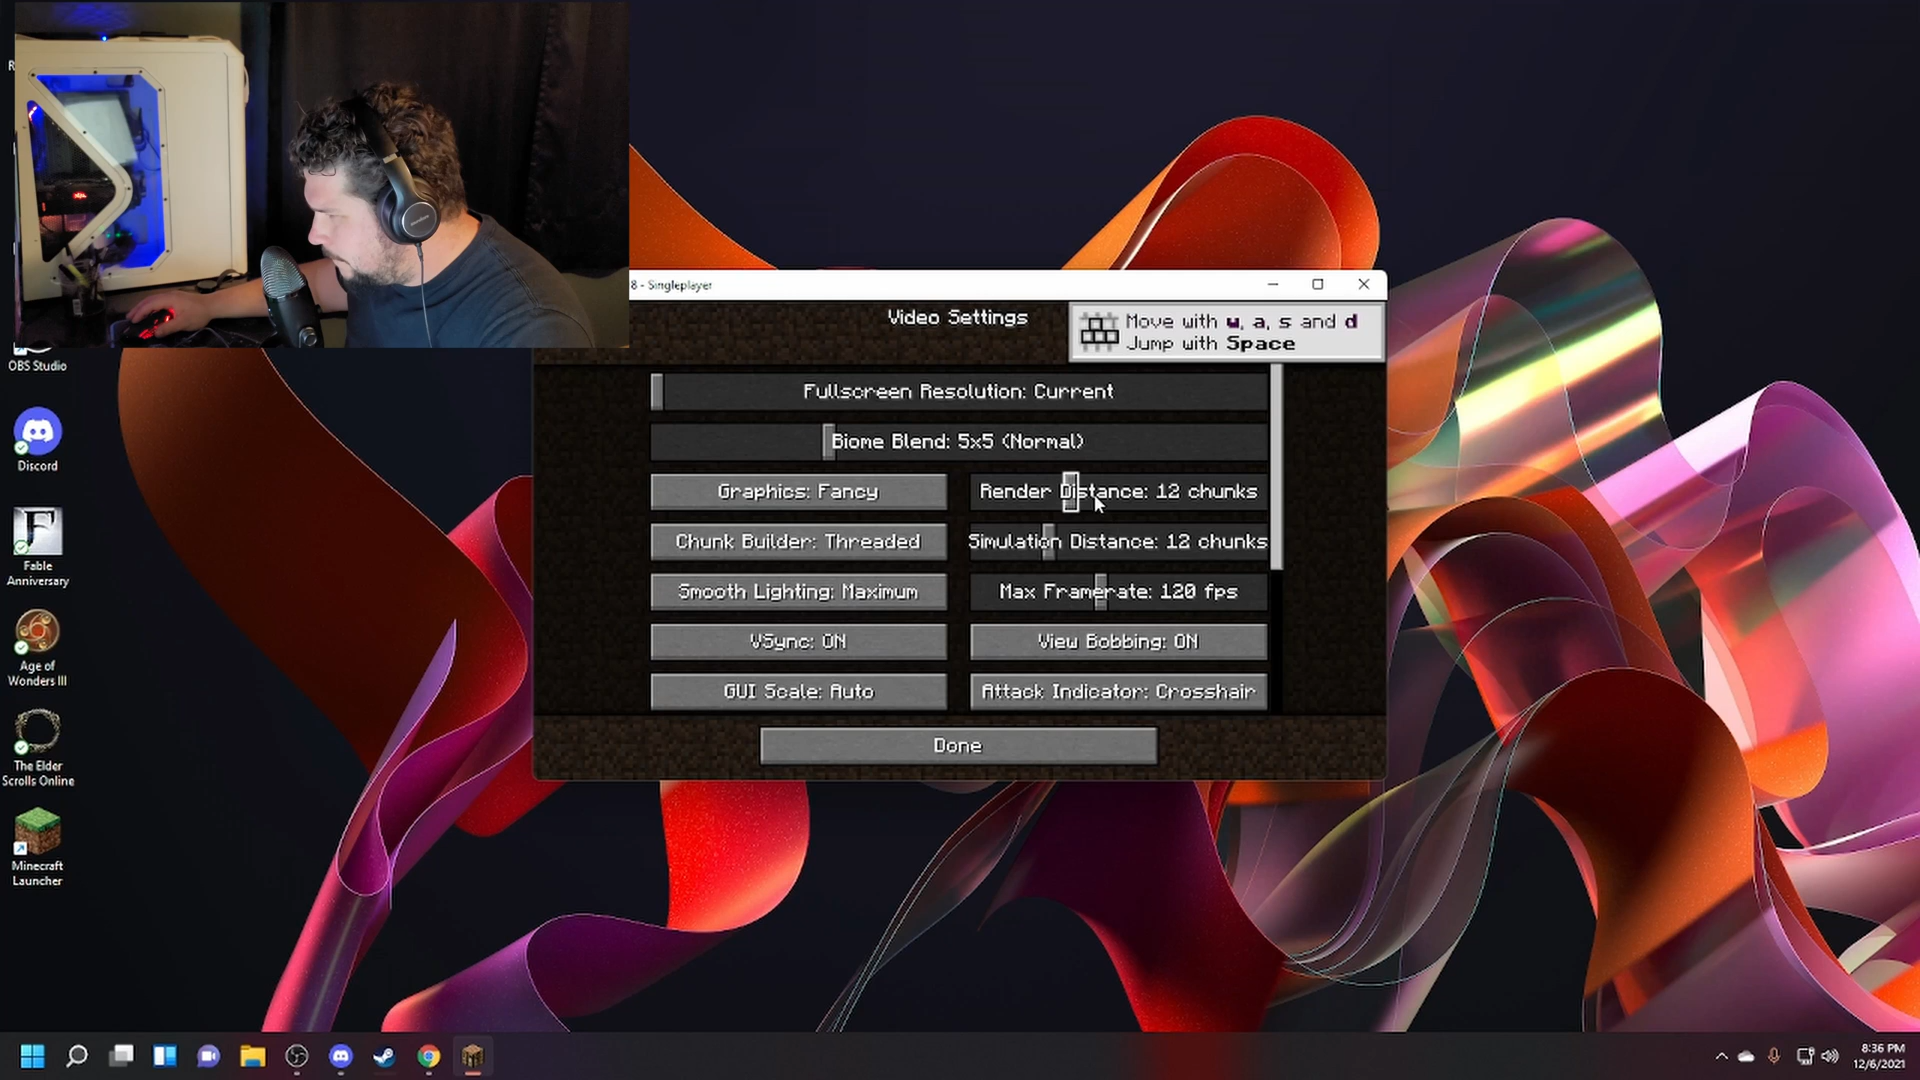 R
OBS Studio
Discord
Fable
Anniversary
Age of
Wonders III
The Elder
Scrolls Online
Minecraft
Launcher
8 - Singleplayer
Video Settings
Move with w, a, s and d
Jump with Space
Fullscreen Resolution: Current
Biome Blend: 5x5 (Normal)
Graphics: Fancy
Render Distance: 12 chunks
Chunk Builder: Threaded
Simulation Distance: 12 chunks
Smooth Lighting: Maximum
Max Framerate: 120 fps
VSync: ON
View Bobbing: ON
GUI Scale: Auto
Attack Indicator: Crosshair
Done
8:36 PM
12/6/2021